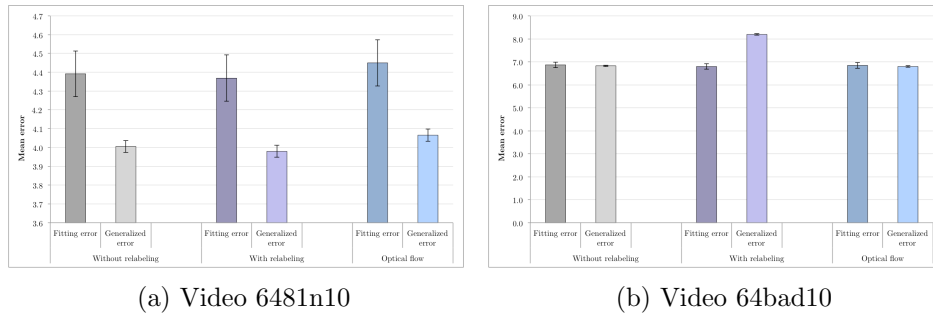 4.7
4.6
4.5
4.4
4.3
4.2
4.1
4.0
3.9
3.8
3.7
3.6
Mean error
Fitting error Generalized error Fitting error Generalized error Fitting error Generalized error
Without relabeling With relabeling Optical flow
(a) Video 6481n10
9.0
8.0
7.0
6.0
5.0
4.0
3.0
2.0
1.0
0.0
Mean error
Fitting error Generalized error Fitting error Generalized error Fitting error Generalized error
Without relabeling With relabeling Optical flow
(b) Video 64bad10